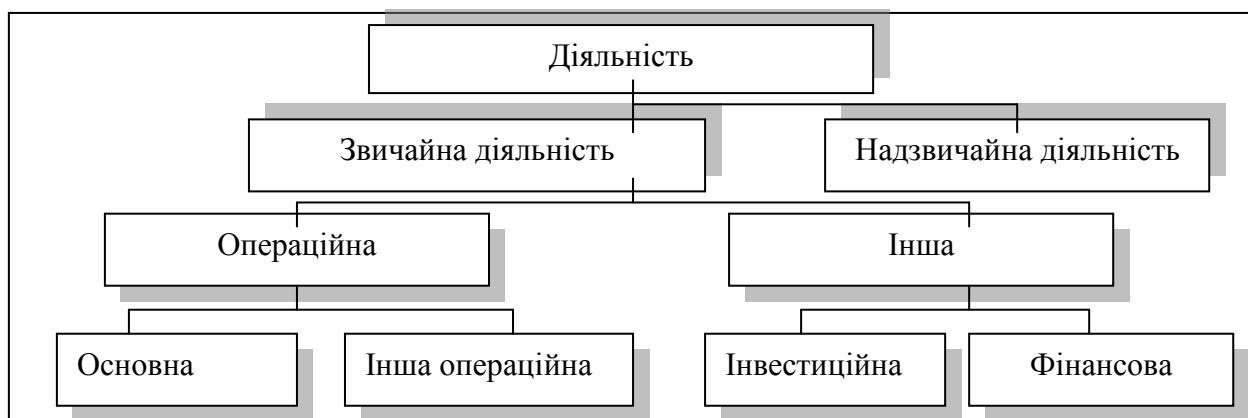 Діяльність
Звичайна діяльність
Надзвичайна діяльність
Операційна
Інша
Основна
Інша операційна
Інвестиційна
Фінансова